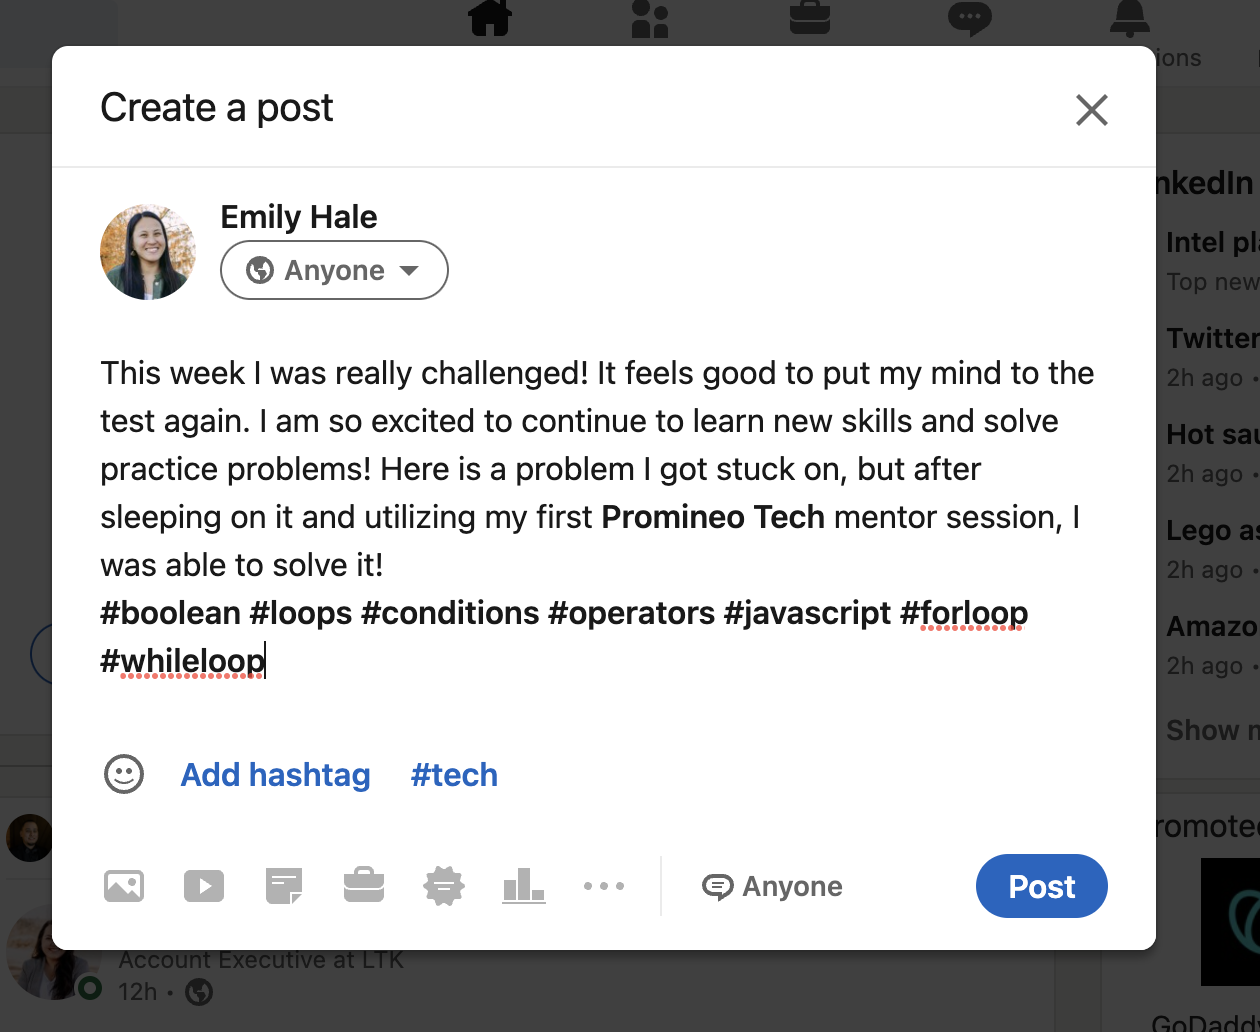 ions
Create a post
Emily Hale
Anyone
This week I was really challenged! It feels good to put my mind to the
test again. I am so excited to continue to learn new skills and solve
practice problems! Here is a problem I got stuck on, but after
sleeping on it and utilizing my first Promineo Tech mentor session, I
was able to solve it!
#boolean #loops #conditions #operators #javascript #forloop
#whileloop
Add hashtag #tech
Anyone
Post
nkedIn
Intel pl
Top new
Twitter
2h ago •
Hot sau
2h ago •
Lego as
2h ago •
Amazo
2h ago •
Show m
romoted
Account Executive at LTK
12h •
GoDaddy